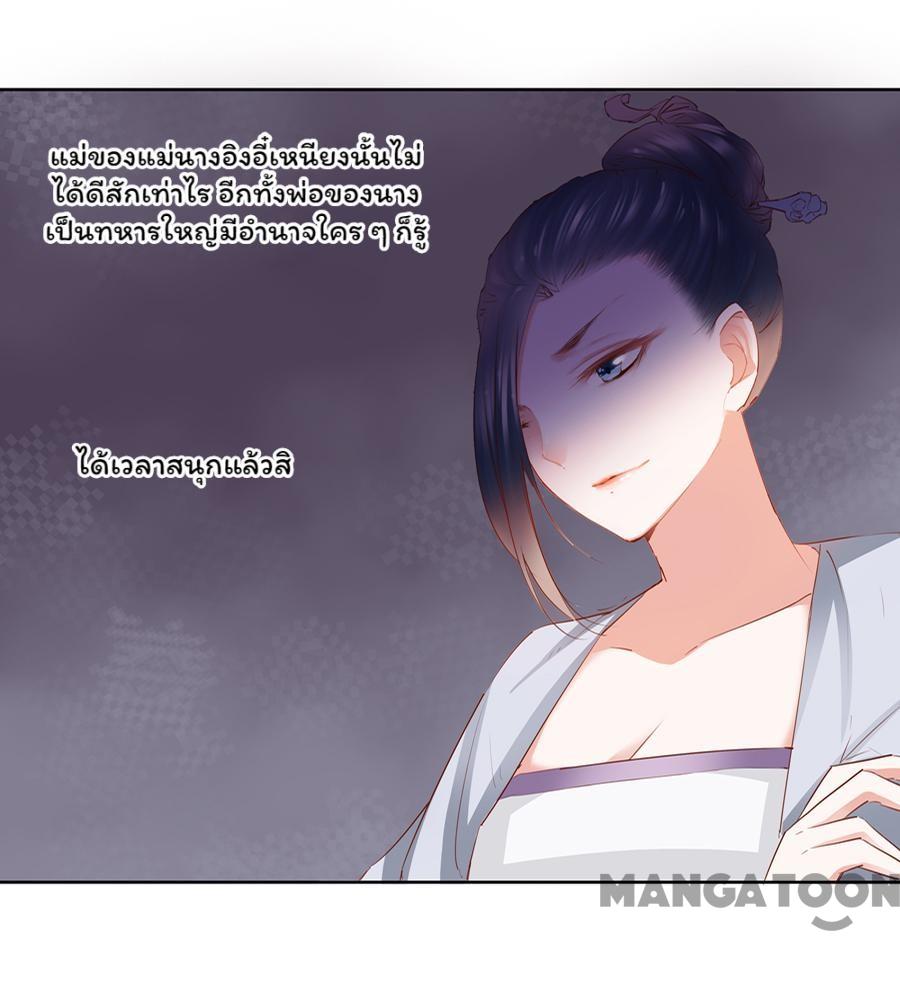 แม่ของแม่นางอิงอี๋เหนียงนั้นไม่
ได้ดีสักเท่าไร อีกทั้งพ่อของนาง
เป็นทหารใหญ่มีอำนาจใคร ๆ ก็รู้
ได้เวลาสนุกแล้วสิ
MANGATOON